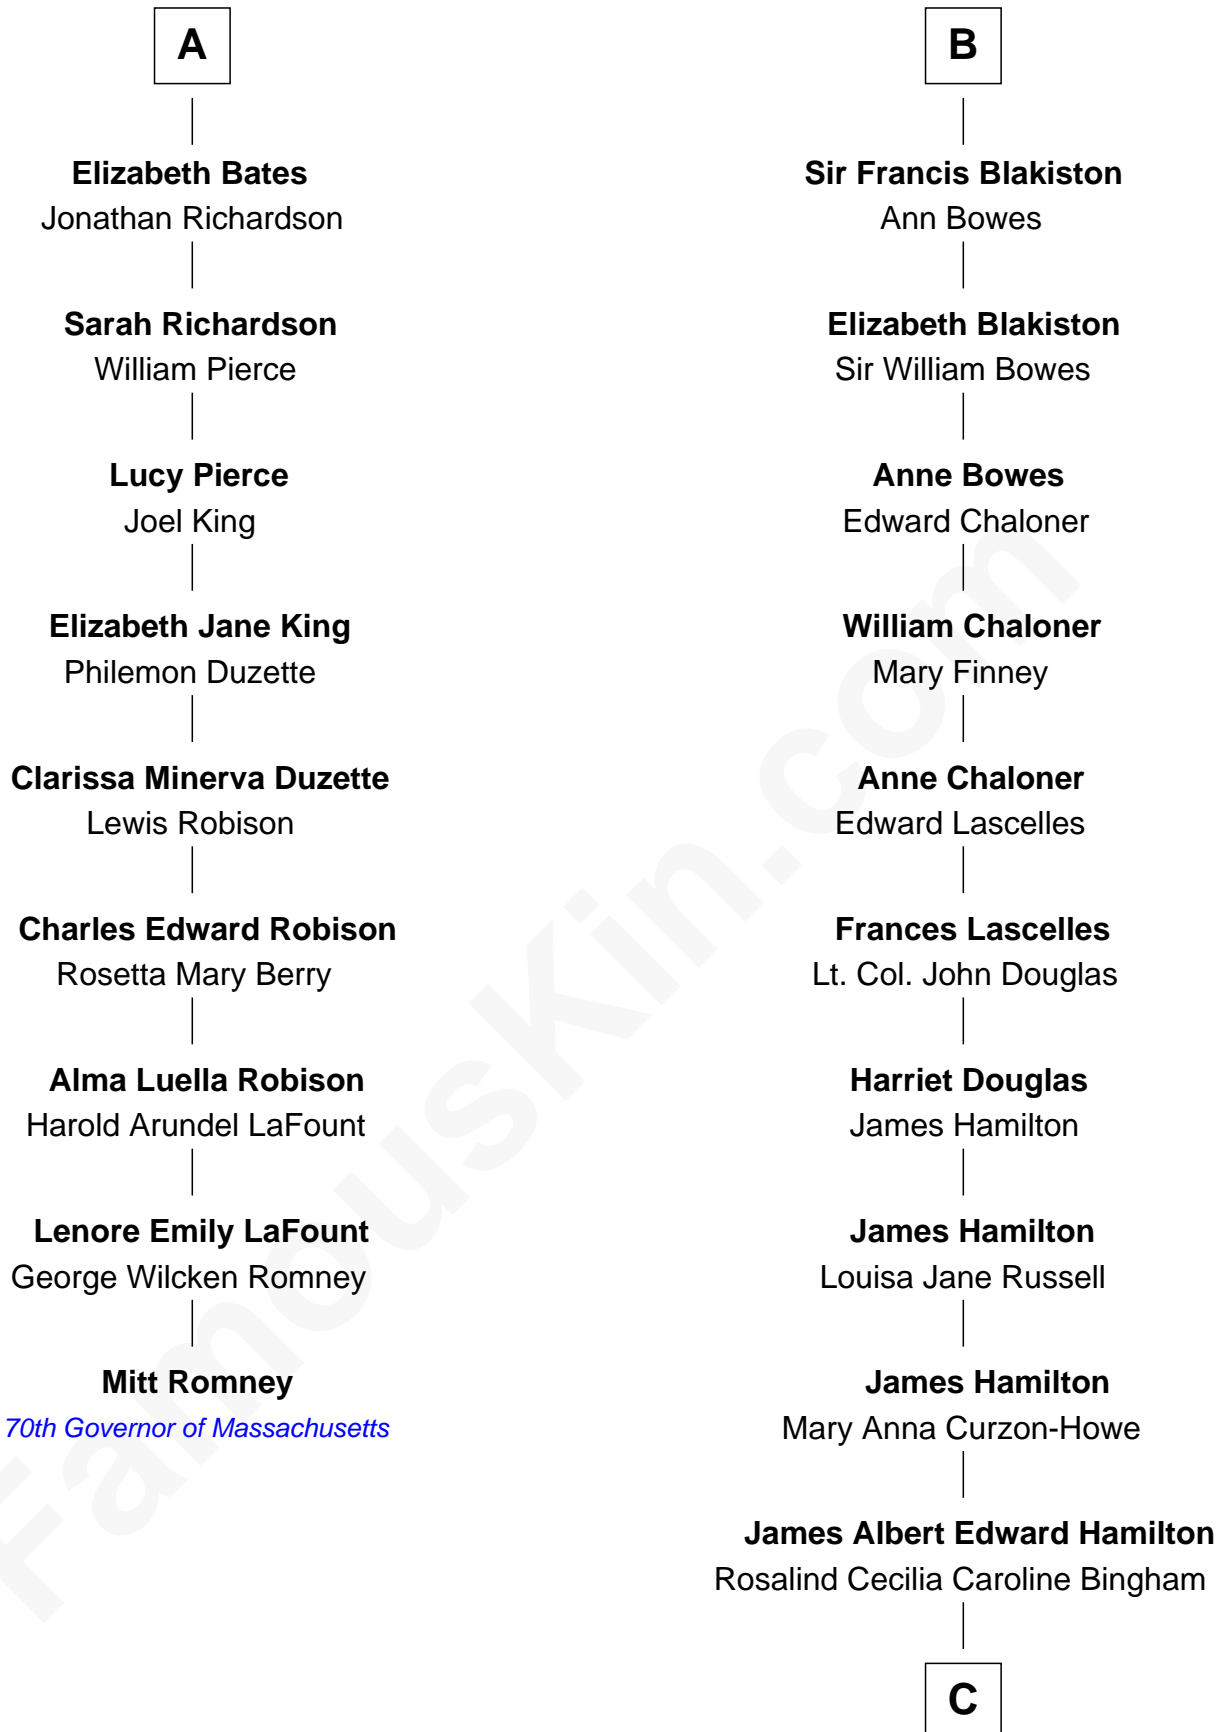 A
Elizabeth Bates
Jonathan Richardson
Sarah Richardson
William Pierce
Lucy Pierce
Joel King
Elizabeth Jane King
Philemon Duzette
Clarissa Minerva Duzette
Lewis Robison
Charles Edward Robison
Rosetta Mary Berry
Alma Luella Robison
Harold Arundel LaFount
Lenore Emily LaFount
George Wilcken Romney
Mitt Romney
70th Governor of Massachusetts
B
Sir Francis Blakiston
Ann Bowes
Elizabeth Blakiston
Sir William Bowes
Anne Bowes
Edward Chaloner
William Chaloner
Mary Finney
Anne Chaloner
Edward Lascelles
Frances Lascelles
Lt. Col. John Douglas
Harriet Douglas
James Hamilton
James Hamilton
Louisa Jane Russell
James Hamilton
Mary Anna Curzon-Howe
James Albert Edward Hamilton
Rosalind Cecilia Caroline Bingham
C
FamousKin.com